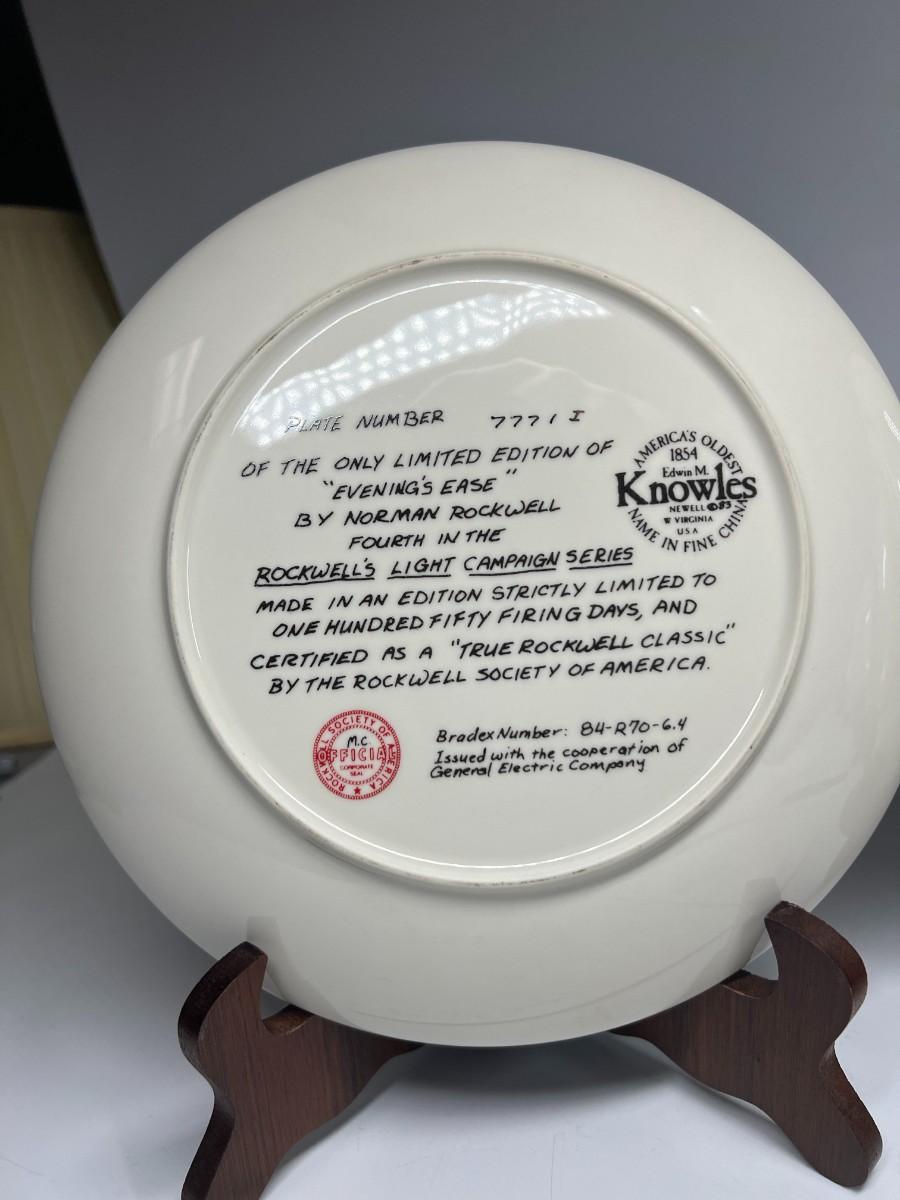 PLATE NUMBER 7771 I
OF THE ONLY LIMITED EDITION OF
"EVENING'S EASE"
BY NORMAN ROCKWELL
FOURTH IN THE
ROCKWELL'S LIGHT CAMPAIGN SERIES
MADE IN AN EDITION STRICTLY LIMITED TO
ONE HUNDRED FIFTY FIRING DAYS, AND
CERTIFIED AS A "TRUE ROCKWELL CLASSIC"
BY THE ROCKWELL SOCIETY OF AMERICA.
AMERICA'S OLDEST
1854
Edwin M.
Knowles
NEWELL © 83
W VIRGINIA
U S A
NAME IN FINE CHINA
ROCKWELL SOCIETY OF AMERICA
M.C
OFFICIAL
CORPORATE
SEAL
Bradex Number: 84-R70-6.4
Issued with the cooperation of
General Electric Company